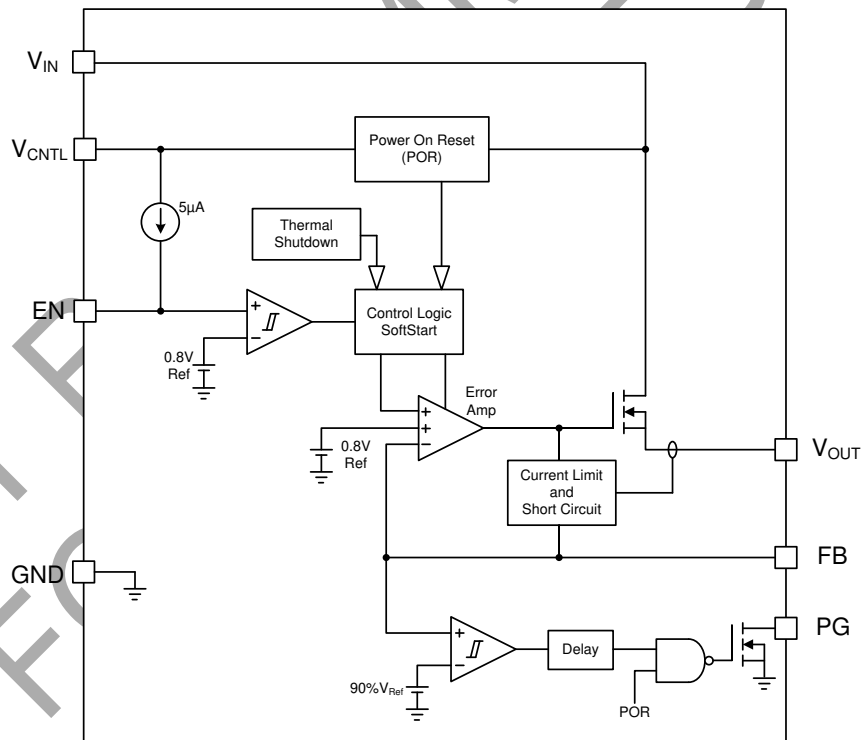 V_IN
V_CNTL
Power On Reset
(POR)
5µA
Thermal
Shutdown
EN
Control Logic
SoftStart
+
−
0.8V
Ref
Error
Amp
+
+
−
0.8V
Ref
V_OUT
Current Limit
and
Short Circuit
GND
FB
PG
+
−
Delay
90%V_Ref
POR